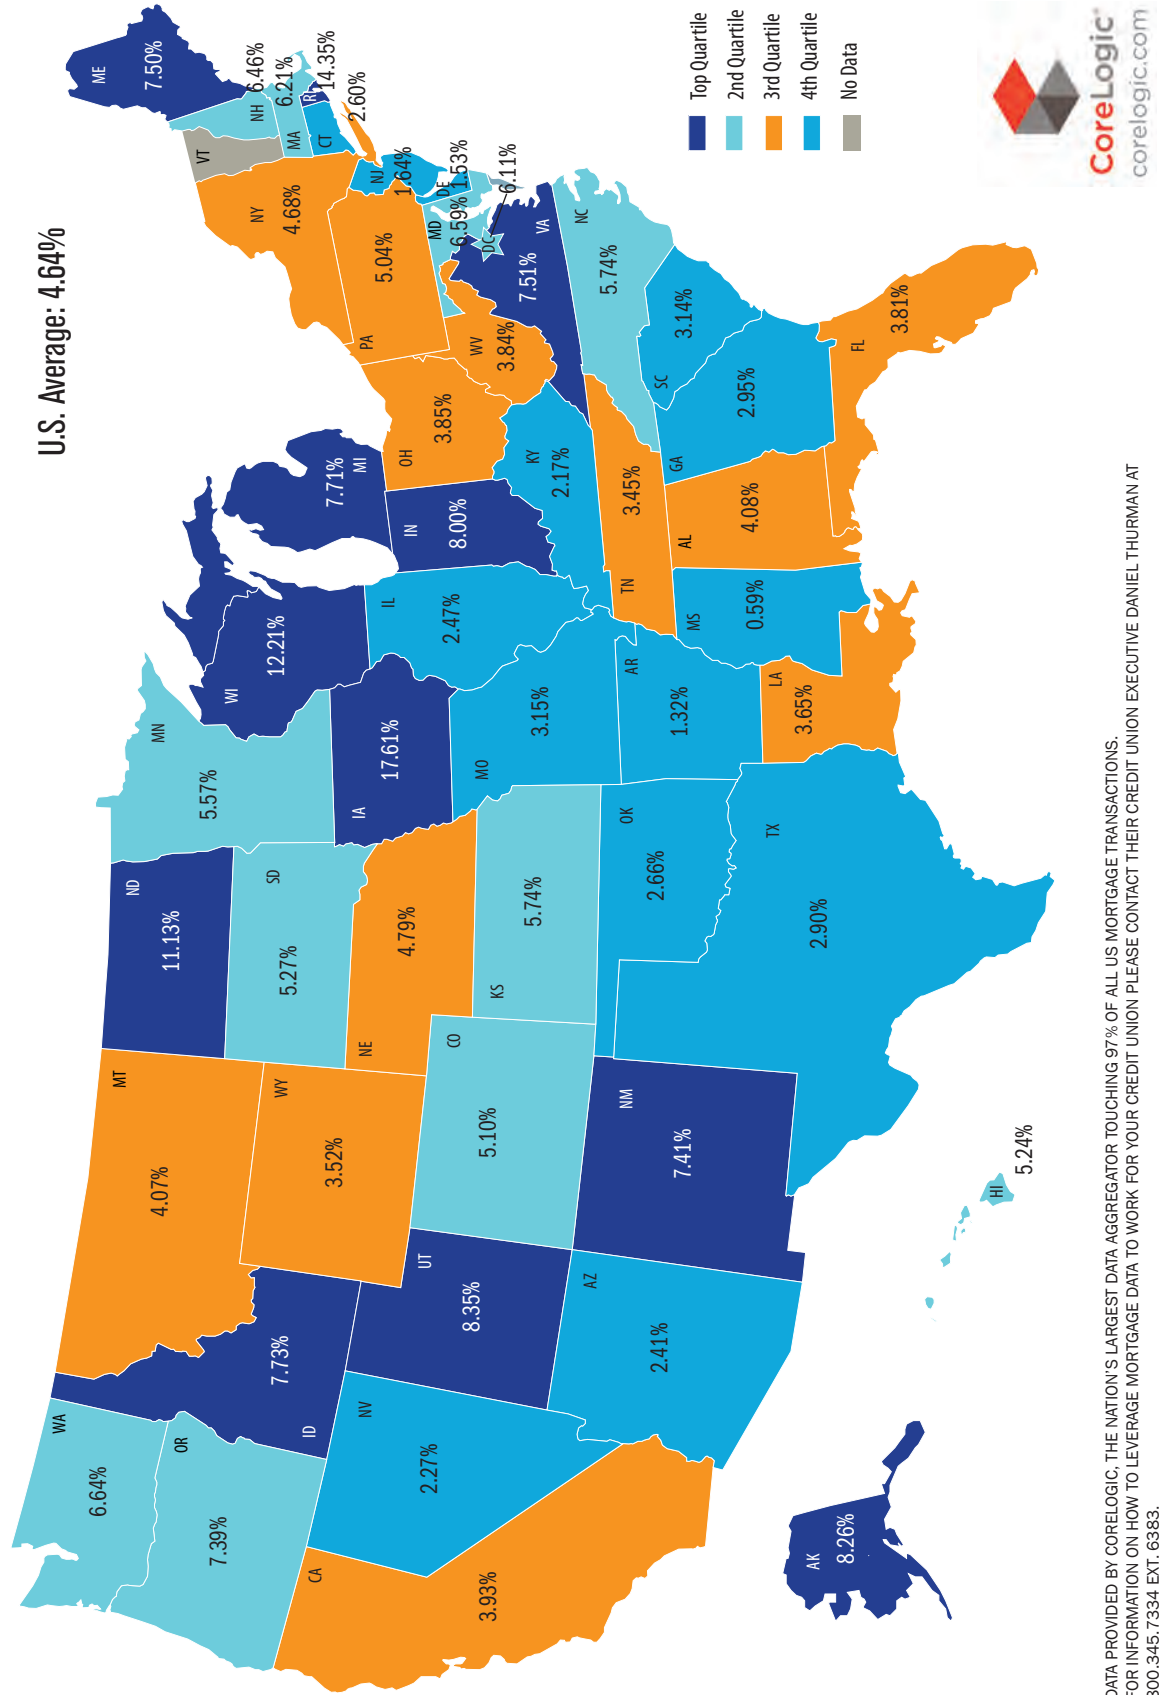 U.S. Average: 4.64%
WA
6.64%
OR
7.39%
CA
3.93%
ID
7.73%
NV
2.27%
MT
4.07%
WY
3.52%
UT
8.35%
AZ
2.41%
CO
5.10%
NM
7.41%
ND
11.13%
SD
5.27%
NE
4.79%
KS
5.74%
OK
2.66%
TX
2.90%
MN
5.57%
IA
17.61%
MO
3.15%
AR
1.32%
LA
3.65%
WI
12.21%
IL
2.47%
MS
0.59%
MI
7.71%
IN
8.00%
KY
2.17%
TN
3.45%
AL
4.08%
OH
3.85%
GA
2.95%
FL
3.81%
WV
3.84%
VA
7.51%
NC
5.74%
SC
3.14%
PA
5.04%
NY
4.68%
VT
NH
6.46%
ME
7.50%
MA
6.21%
RI
14.35%
CT
2.60%
NJ
1.64%
DE
1.53%
MD
6.59%
DC
6.11%
AK
8.26%
HI
5.24%
Top Quartile
2nd Quartile
3rd Quartile
4th Quartile
No Data
CoreLogic
corelogic.com
DATA PROVIDED BY CORELOGIC, THE NATION'S LARGEST DATA AGGREGATOR TOUCHING 97% OF ALL US MORTGAGE TRANSACTIONS.
FOR INFORMATION ON HOW TO LEVERAGE MORTGAGE DATA TO WORK FOR YOUR CREDIT UNION PLEASE CONTACT THEIR CREDIT UNION EXECUTIVE DANIEL THURMAN AT
800.345.7334 EXT. 6383.